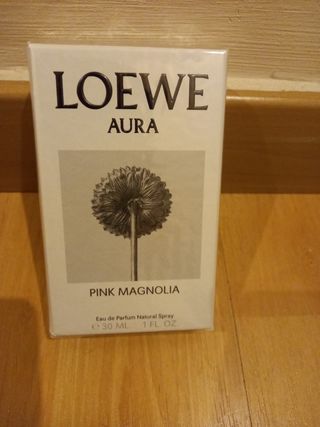 LOEWE
AURA
PINK MAGNOLIA
Eau de Parfum Natural Spray
℮ 30 ML 1 FL. OZ